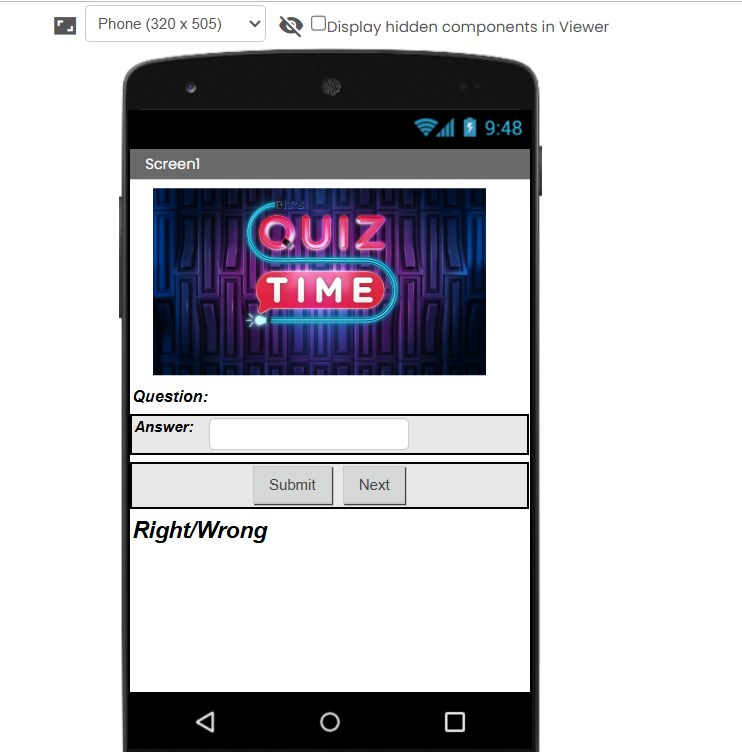 Phone (320 x 505)
Display hidden components in Viewer
9:48
Screen1
QUIZ
TIME
Question:
Answer:
Submit Next
Right/Wrong